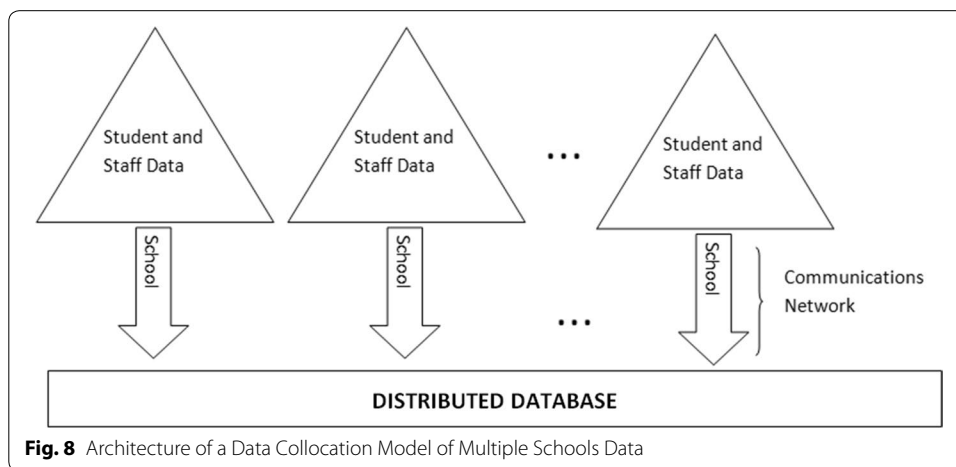 Student and
Staff Data
Student and
Staff Data
...
Student and
Staff Data
School
School
...
School
Communications
Network
DISTRIBUTED DATABASE
Fig. 8 Architecture of a Data Collocation Model of Multiple Schools Data